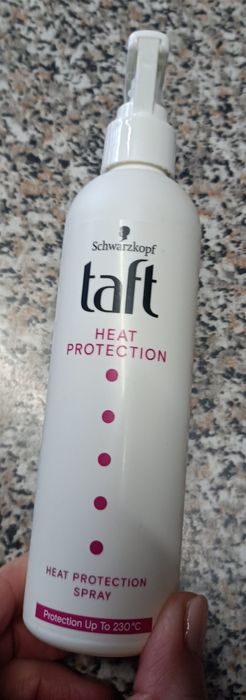 Schwarzkopf
taft
HEAT
PROTECTION
HEAT PROTECTION
SPRAY
Protection Up To 230°C